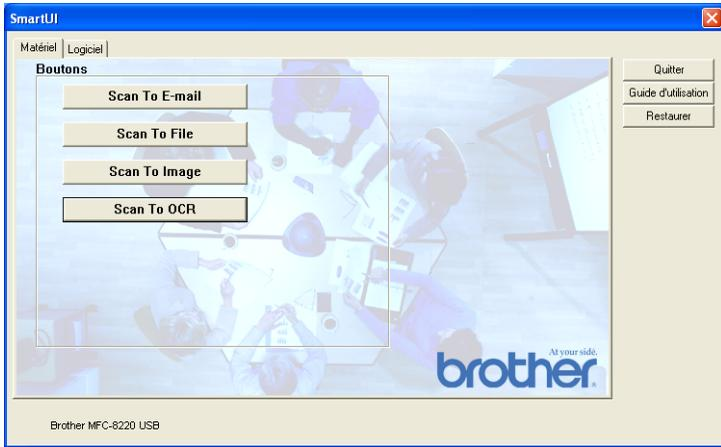 SmartUI
Matériel
Logiciel
Boutons
Scan To E-mail
Scan To File
Scan To Image
Scan To OCR
Quitter
Guide d'utilisation
Restaurer
At your side.
brother
Brother MFC-8220 USB